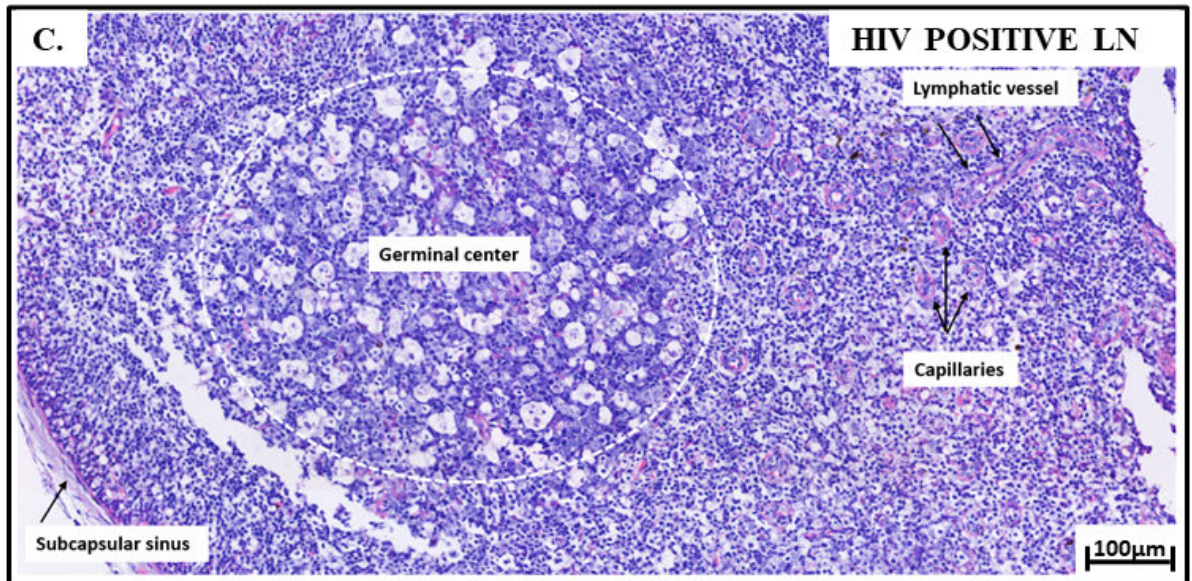 C.
HIV POSITIVE LN
Lymphatic vessel
Germinal center
Capillaries
Subcapsular sinus
100µm